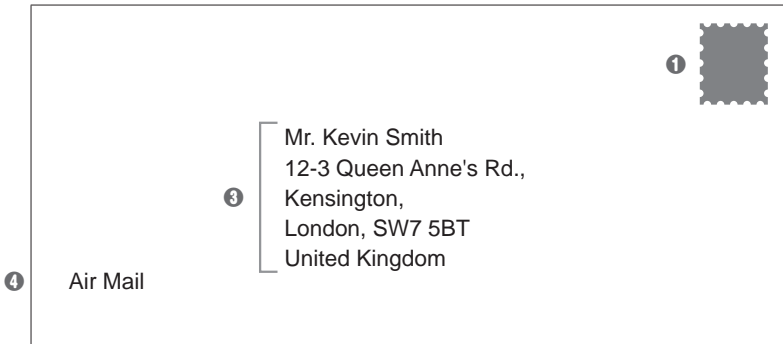 ❶
Mr. Kevin Smith
12-3 Queen Anne's Rd.,
❸ Kensington,
London, SW7 5BT
United Kingdom
❹ Air Mail